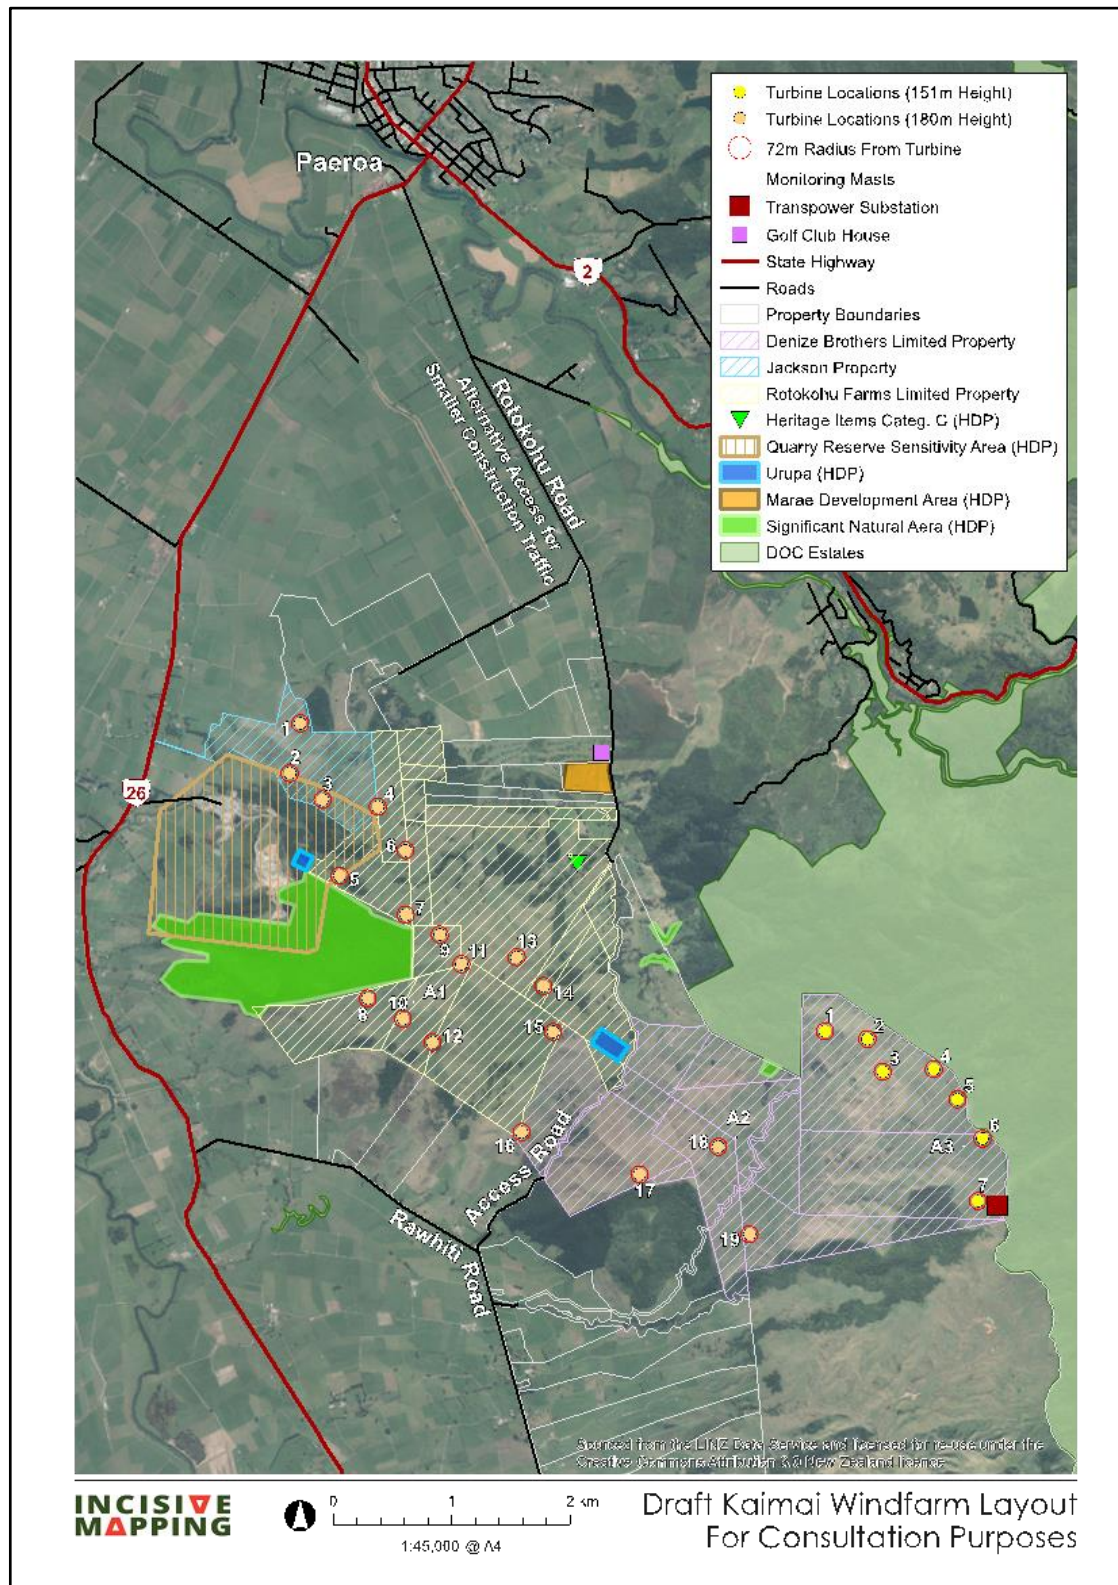 Turbine Locations (151m Height)
Turbine Locations (180m Height)
72m Radius From Turbine
Monitoring Masts
Transpower Substation
Golf Club House
State Highway
Roads
Property Boundaries
Denize Brothers Limited Property
Jackson Property
Rotokohu Farms Limited Property
Heritage Items Categ. C (HDP)
Quarry Reserve Sensitivity Area (HDP)
Urupa (HDP)
Marae Development Area (HDP)
Significant Natural Aera (HDP)
DOC Estates
Paeroa
2
Rotokohu Road
Alternative Access for
Smaller Construction Traffic
26
1
2
3
4
6
5
7
9
11
13
14
A1
8
10
12
15
16
17
18
19
A2
1
2
3
4
5
6
A3
7
Access Road
Rawhiti Road
Sourced from the LINZ Data Service and licensed for re-use under the
Creative Commons Attribution 3.0 New Zealand licence
INCISIVE
MAPPING
0 1 2 km
1:45,000 @ A4
Draft Kaimai Windfarm Layout
For Consultation Purposes